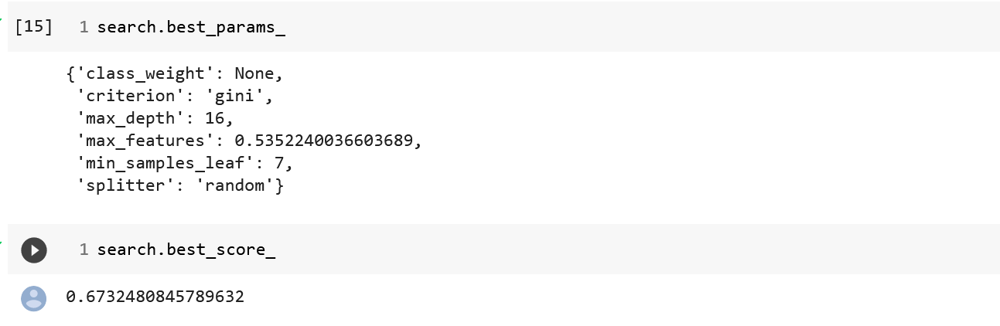 [15] 1 search.best_params_
{'class_weight': None,
'criterion': 'gini',
'max_depth': 16,
'max_features': 0.5352240036603689,
'min_samples_leaf': 7,
'splitter': 'random'}
1 search.best_score_
0.6732480845789632